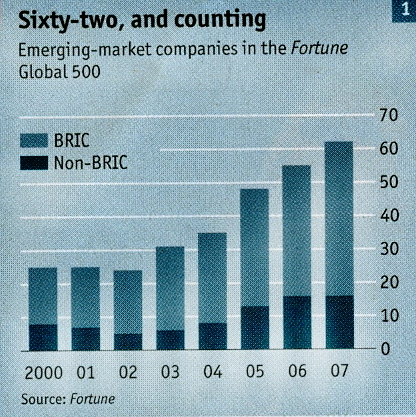 1
Sixty-two, and counting
Emerging-market companies in the Fortune
Global 500
70
BRIC
60
Non-BRIC
50
40
30
20
10
0
2000 01 02 03 04 05 06 07
Source: Fortune